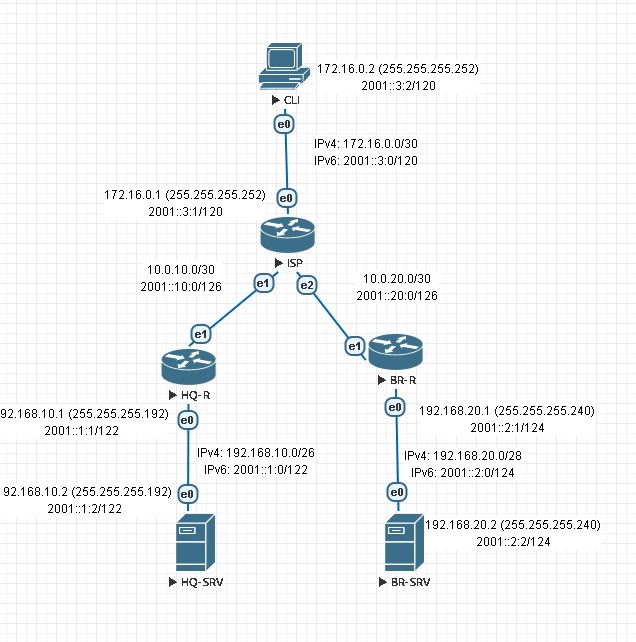 172.16.0.2 (255.255.255.252)
2001::3:2/120
CLI
e0
IPv4: 172.16.0.0/30
IPv6: 2001::3:0/120
172.16.0.1 (255.255.255.252)
2001::3:1/120
e0
ISP
10.0.10.0/30
2001::10:0/126
e1
e2
10.0.20.0/30
2001::20:0/126
e1
e1
HQ-R
BR-R
92.168.10.1 (255.255.255.192)
2001::1:1/122
e0
e0
192.168.20.1 (255.255.255.240)
2001::2:1/124
IPv4: 192.168.10.0/26
IPv6: 2001::1:0/122
IPv4: 192.168.20.0/28
IPv6: 2001::2:0/124
92.168.10.2 (255.255.255.192)
2001::1:2/122
e0
e0
192.168.20.2 (255.255.255.240)
2001::2:2/124
HQ-SRV
BR-SRV